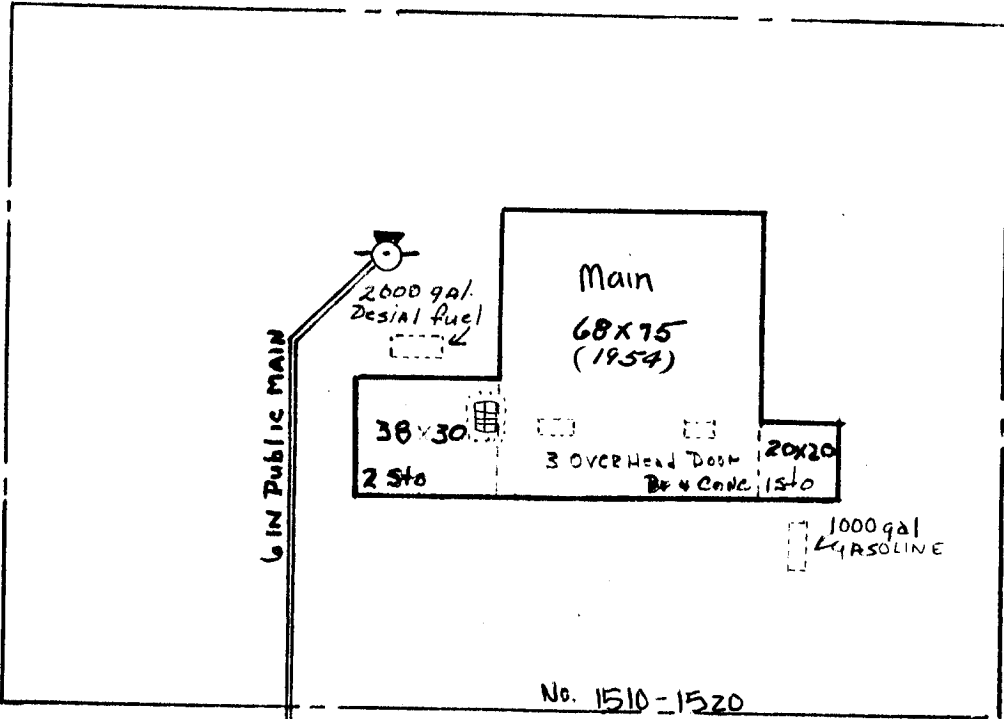 Main
68x75
(1954)
2000 gal.
Desial fuel
6 IN Public MAIN
38x30
2 Sto
3 OVERHead Door
& Conc
20x20
1 Sto
1000 gal
GASOLINE
No. 1510-1520